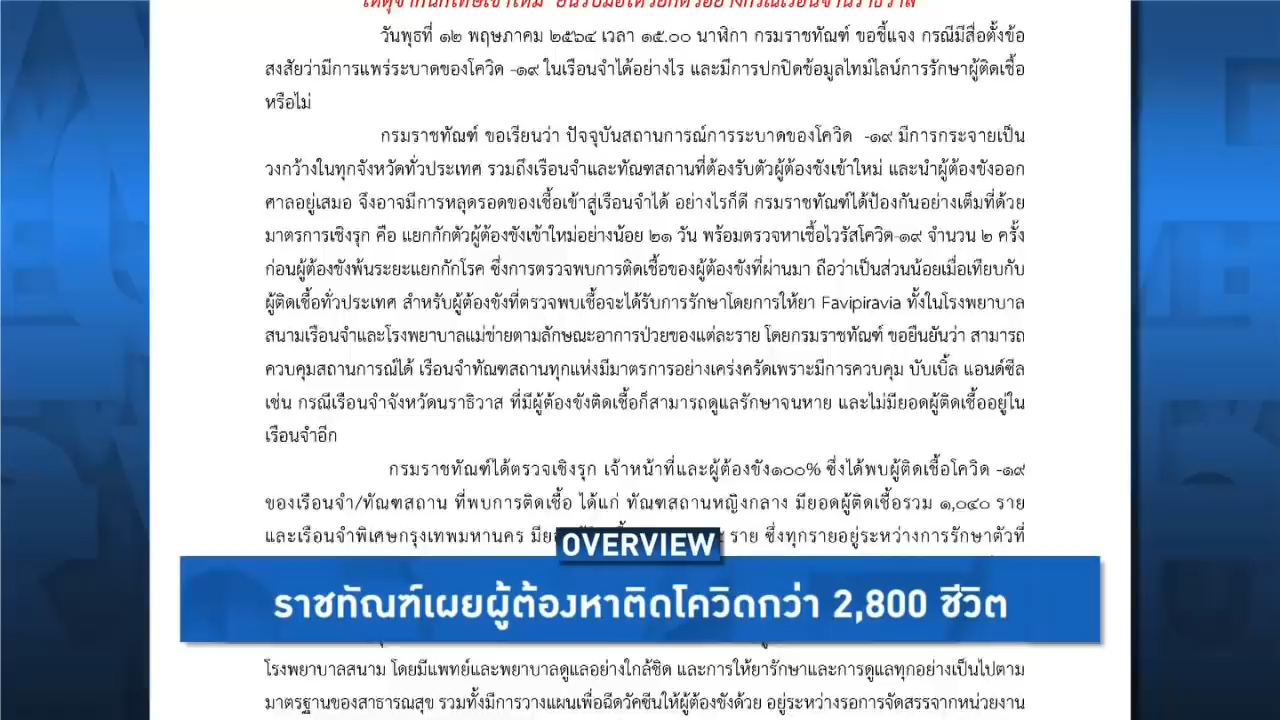 วันพุธที่ ๑๒ พฤษภาคม ๒๕๖๔ เวลา ๑๕.๐๐ นาฬิกา กรมราชทัณฑ์ ขอชี้แจง กรณีมีสื่อตั้งข้อ
สงสัยว่ามีการแพร่ระบาดของโควิด -๑๙ ในเรือนจำได้อย่างไร และมีการปกปิดข้อมูลไทม์ไลน์การรักษาผู้ติดเชื้อ
หรือไม่
กรมราชทัณฑ์ ขอเรียนว่า ปัจจุบันสถานการณ์การระบาดของโควิด -๑๙ มีการกระจายเป็น
วงกว้างในทุกจังหวัดทั่วประเทศ รวมถึงเรือนจำและทัณฑสถานที่ต้องรับตัวผู้ต้องขังเข้าใหม่ และนำผู้ต้องขังออก
ศาลอยู่เสมอ จึงอาจมีการหลุดรอดของเชื้อเข้าสู่เรือนจำได้ อย่างไรก็ดี กรมราชทัณฑ์ได้ป้องกันอย่างเต็มที่ด้วย
มาตรการเชิงรุก คือ แยกกักตัวผู้ต้องขังเข้าใหม่อย่างน้อย ๒๑ วัน พร้อมตรวจหาเชื้อไวรัสโควิด-๑๙ จำนวน ๒ ครั้ง
ก่อนผู้ต้องขังพ้นระยะแยกกักโรค ซึ่งการตรวจพบการติดเชื้อของผู้ต้องขังที่ผ่านมา ถือว่าเป็นส่วนน้อยเมื่อเทียบกับ
ผู้ติดเชื้อทั่วประเทศ สำหรับผู้ต้องขังที่ตรวจพบเชื้อจะได้รับการรักษาโดยการให้ยา Favipiravia ทั้งในโรงพยาบาล
สนามเรือนจำและโรงพยาบาลแม่ข่ายตามลักษณะอาการป่วยของแต่ละราย โดยกรมราชทัณฑ์ ขอยืนยันว่า สามารถ
ควบคุมสถานการณ์ได้ เรือนจำทัณฑสถานทุกแห่งมีมาตรการอย่างเคร่งครัดเพราะมีการควบคุม บับเบิ้ล แอนด์ซีล
เช่น กรณีเรือนจำจังหวัดนราธิวาส ที่มีผู้ต้องขังติดเชื้อก็สามารถดูแลรักษาจนหาย และไม่มียอดผู้ติดเชื้ออยู่ใน
เรือนจำอีก
กรมราชทัณฑ์ได้ตรวจเชิงรุก เจ้าหน้าที่และผู้ต้องขัง๑๐๐% ซึ่งได้พบผู้ติดเชื้อโควิด -๑๙
ของเรือนจำ/ทัณฑสถาน ที่พบการติดเชื้อ ได้แก่ ทัณฑสถานหญิงกลาง มียอดผู้ติดเชื้อรวม ๑,๐๔๐ ราย
และเรือนจำพิเศษกรุงเทพมหานคร ราย ซึ่งทุกรายอยู่ระหว่างการรักษาตัวที่
OVERVIEW
ราชทัณฑ์เผยผู้ต้องหาติดโควิดกว่า 2,800 ชีวิต
โรงพยาบาลสนาม โดยมีแพทย์และพยาบาลดูแลอย่างใกล้ชิด และการให้ยารักษาและการดูแลทุกอย่างเป็นไปตาม
มาตรฐานของสาธารณสุข รวมทั้งมีการวางแผนเพื่อฉีดวัคซีนให้ผู้ต้องขังด้วย อยู่ระหว่างรอการจัดสรรจากหน่วยงาน